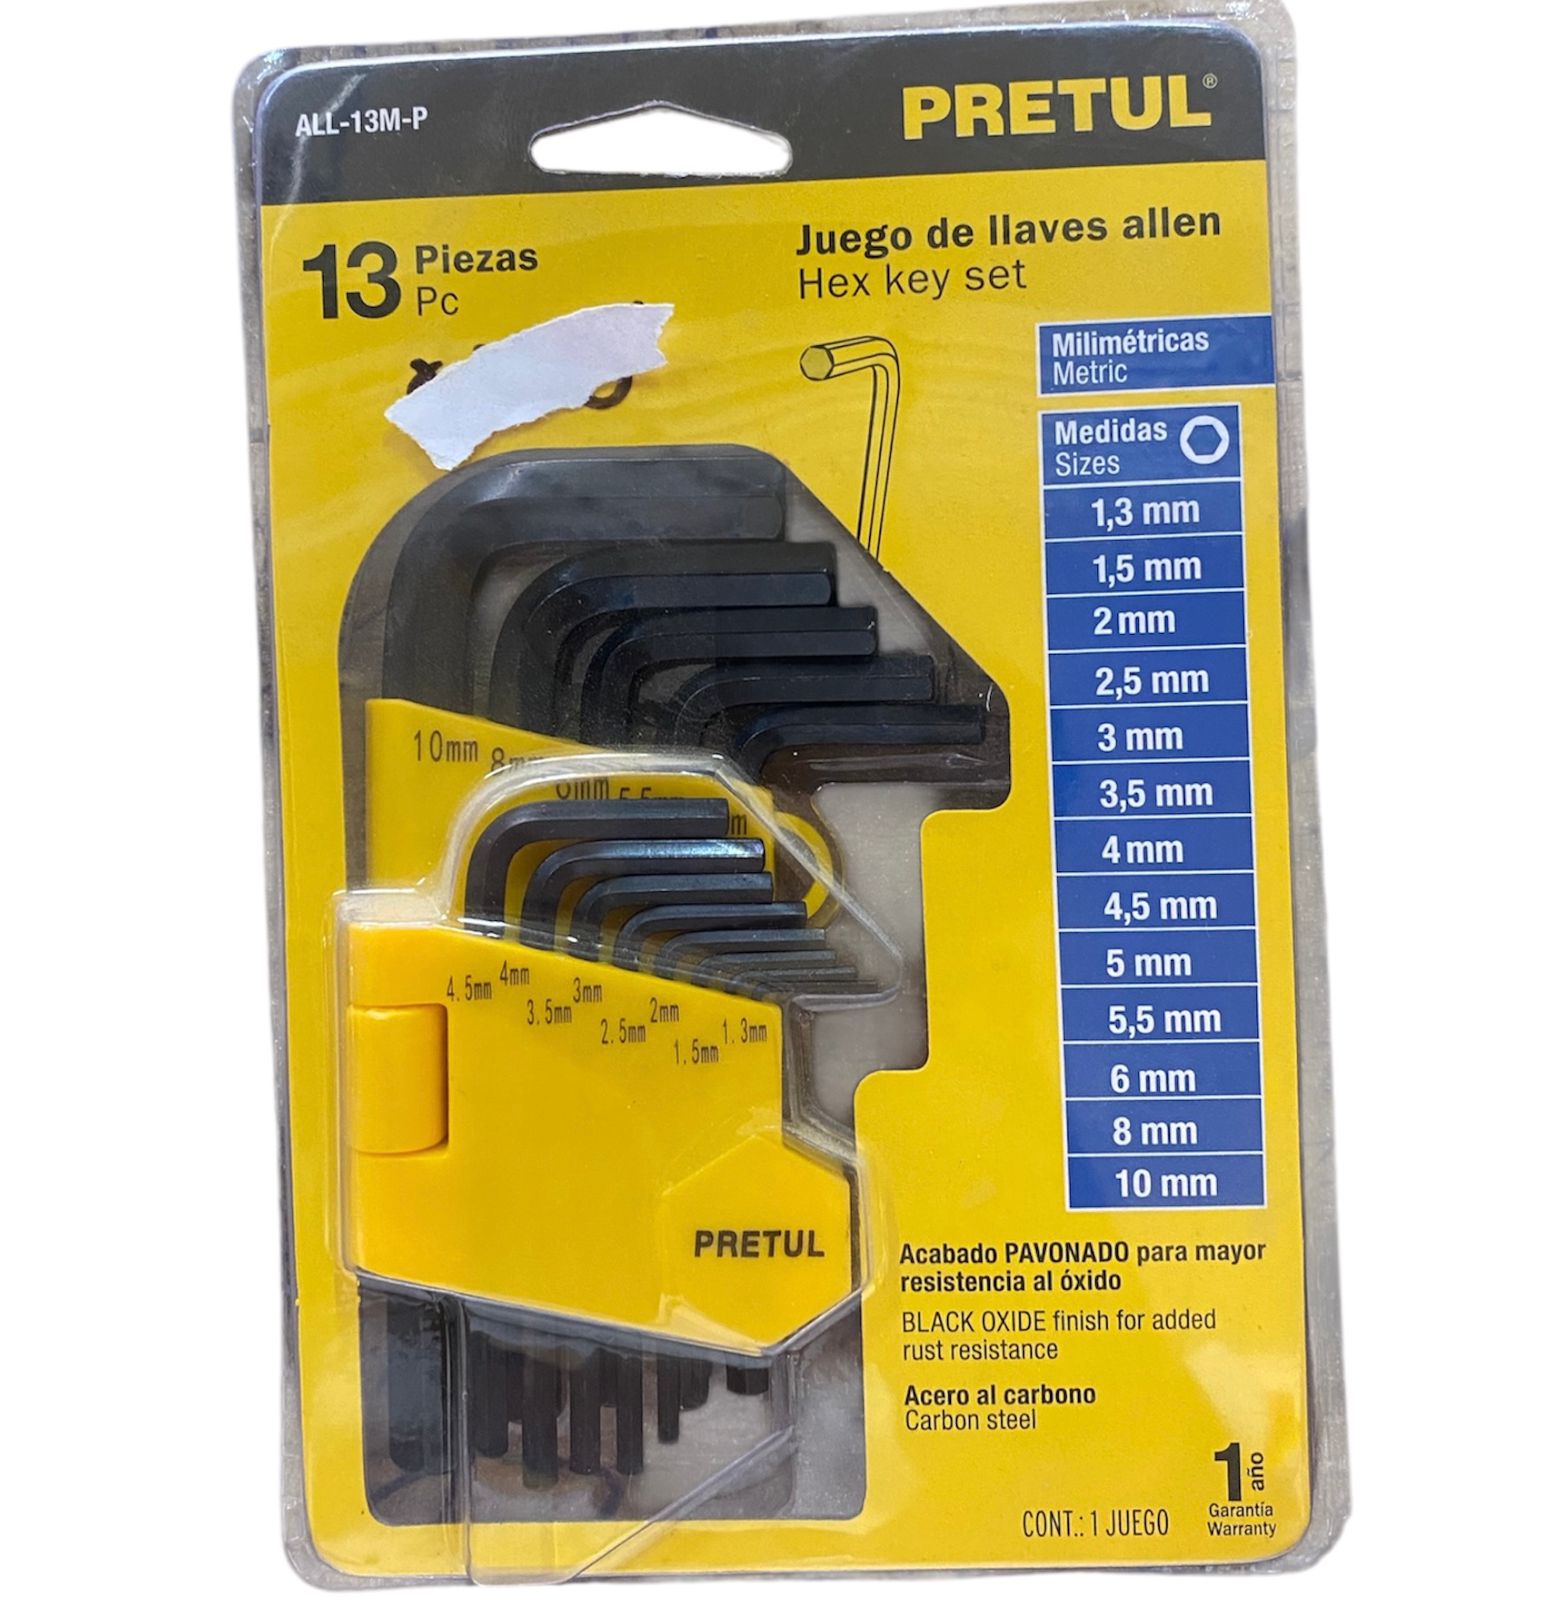 ALL-13M-P
PRETUL®
13 Piezas
Pc
Juego de llaves allen
Hex key set
Milimétricas
Metric
Medidas
Sizes
1,3 mm
1,5 mm
2 mm
2,5 mm
3 mm
3,5 mm
4 mm
4,5 mm
5 mm
5,5 mm
6 mm
8 mm
10 mm
10mm
8mm
6mm
5.5mm
4.5mm
4mm
3.5mm
3mm
2.5mm
2mm
1.5mm
1.3mm
PRETUL
Acabado PAVONADO para mayor
resistencia al óxido
BLACK OXIDE finish for added
rust resistance
Acero al carbono
Carbon steel
CONT.: 1 JUEGO
1 año
Garantía
Warranty